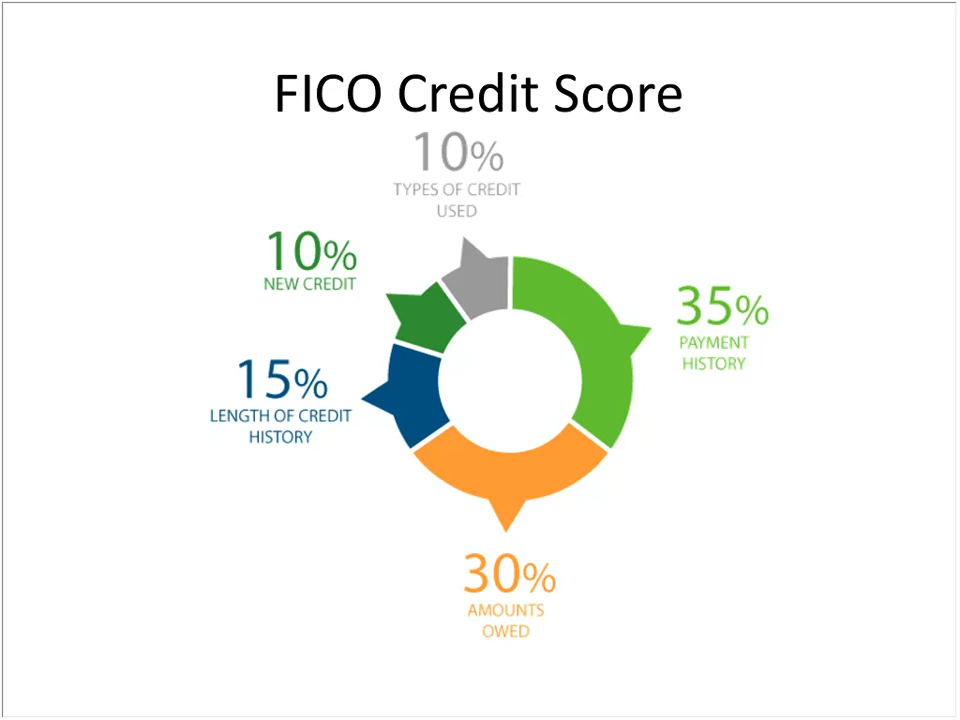 FICO Credit Score
10%
TYPES OF CREDIT
USED
10%
NEW CREDIT
35%
PAYMENT
HISTORY
15%
LENGTH OF CREDIT
HISTORY
30%
AMOUNTS
OWED